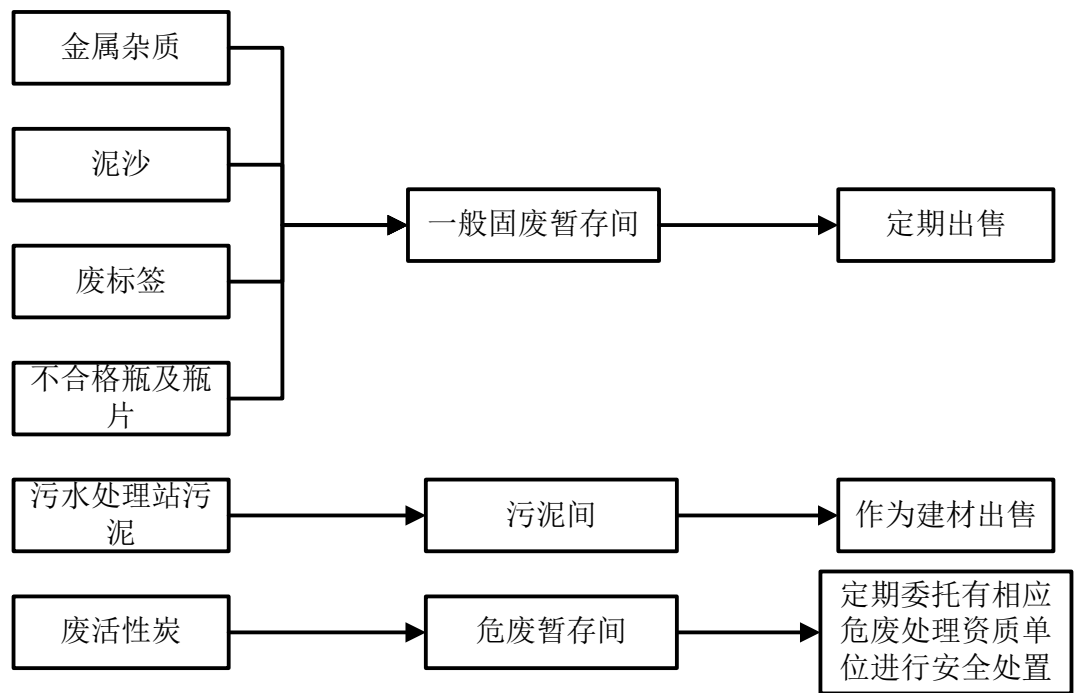 金属杂质
泥沙
一般固废暂存间
定期出售
废标签
不合格瓶及瓶
片
污水处理站污
泥
污泥间
作为建材出售
废活性炭
危废暂存间
定期委托有相应
危废处理资质单
位进行安全处置